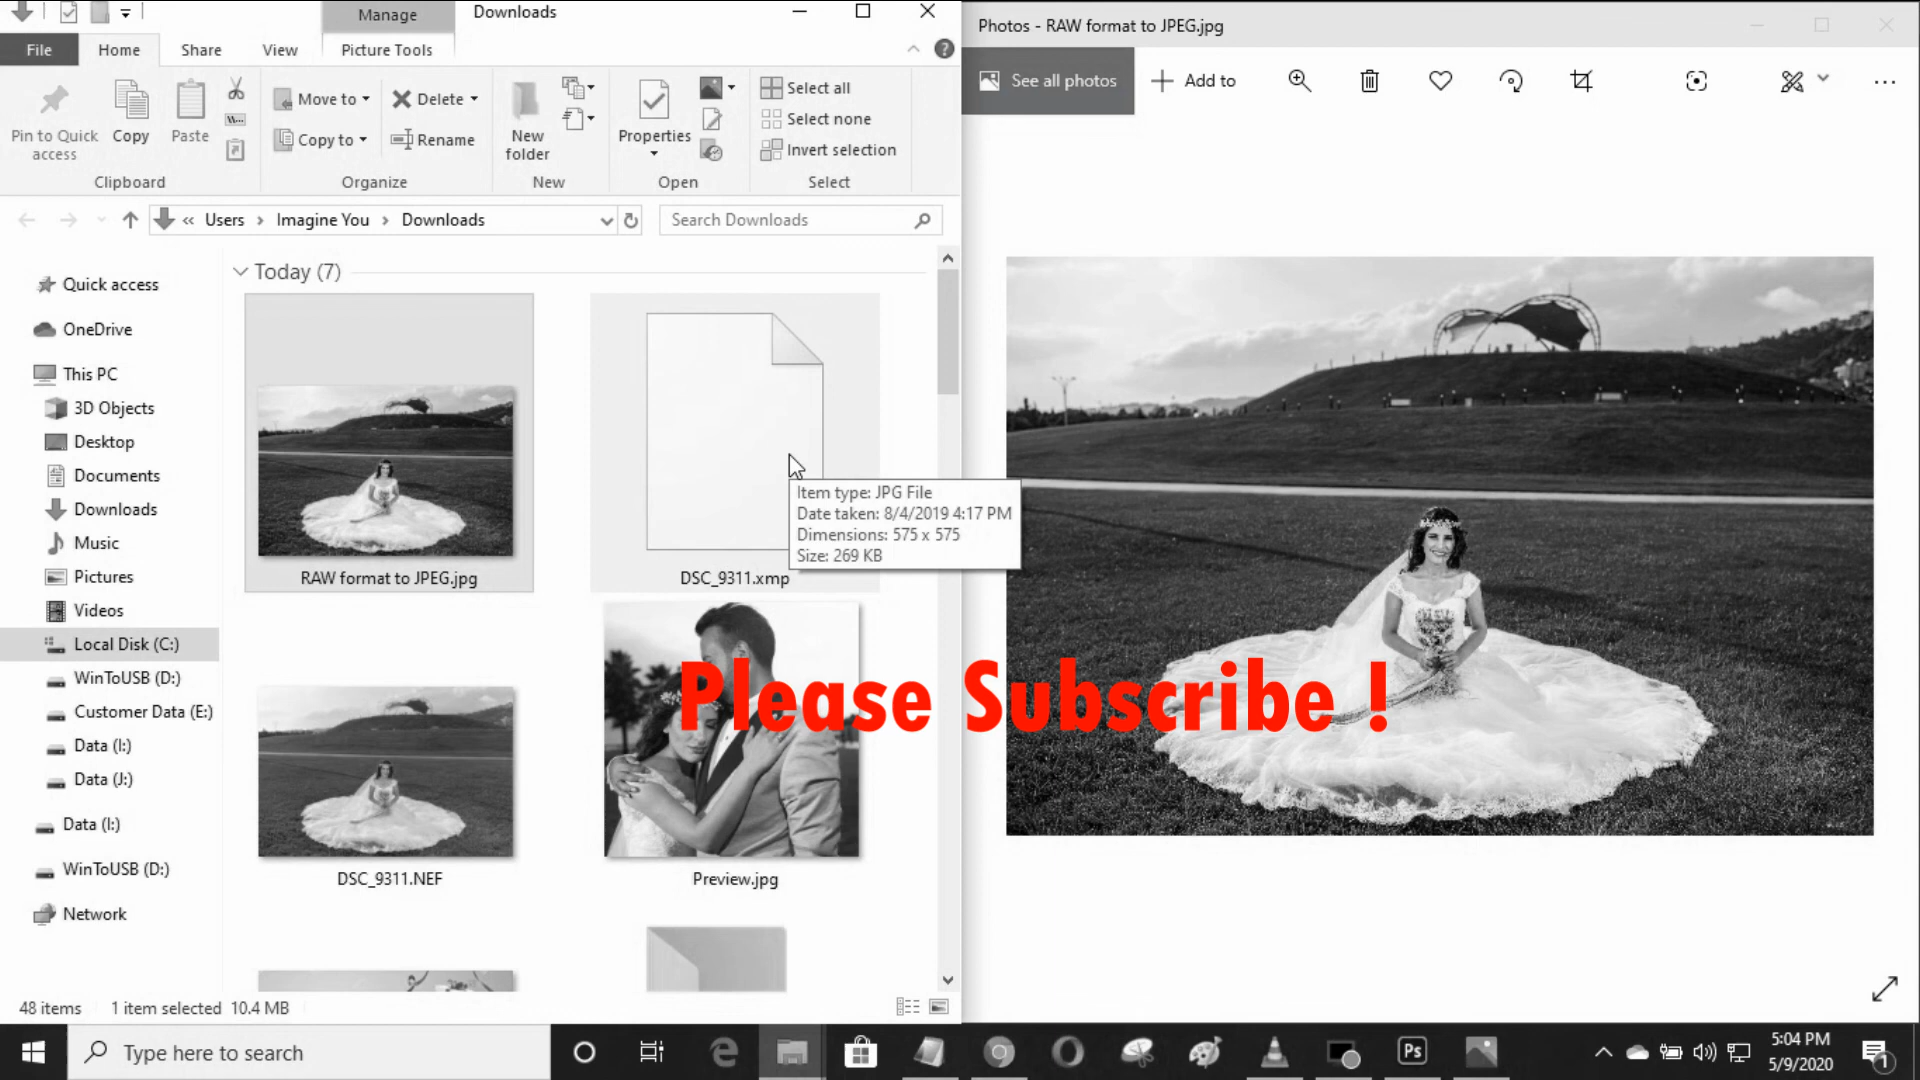 Manage
Downloads
File
Home
Share
View
Picture Tools
Pin to Quick
access
Copy
Paste
Clipboard
Move to
Copy to
Delete
Rename
Organize
New
folder
New
Properties
Open
Select all
Select none
Invert selection
Select
« Users > Imagine You > Downloads
Search Downloads
Quick access
OneDrive
This PC
3D Objects
Desktop
Documents
Downloads
Music
Pictures
Videos
Local Disk (C:)
WinToUSB (D:)
Customer Data (E:)
Data (I:)
Data (J:)
Data (I:)
WinToUSB (D:)
Network
Today (7)
RAW format to JPEG.jpg
DSC_9311.xmp
Item type: JPG File
Date taken: 8/4/2019 4:17 PM
Dimensions: 575 x 575
Size: 269 KB
DSC_9311.NEF
Preview.jpg
48 items
1 item selected 10.4 MB
Photos - RAW format to JPEG.jpg
See all photos
Add to
Please Subscribe !
Type here to search
Ps
5:04 PM
5/9/2020
1